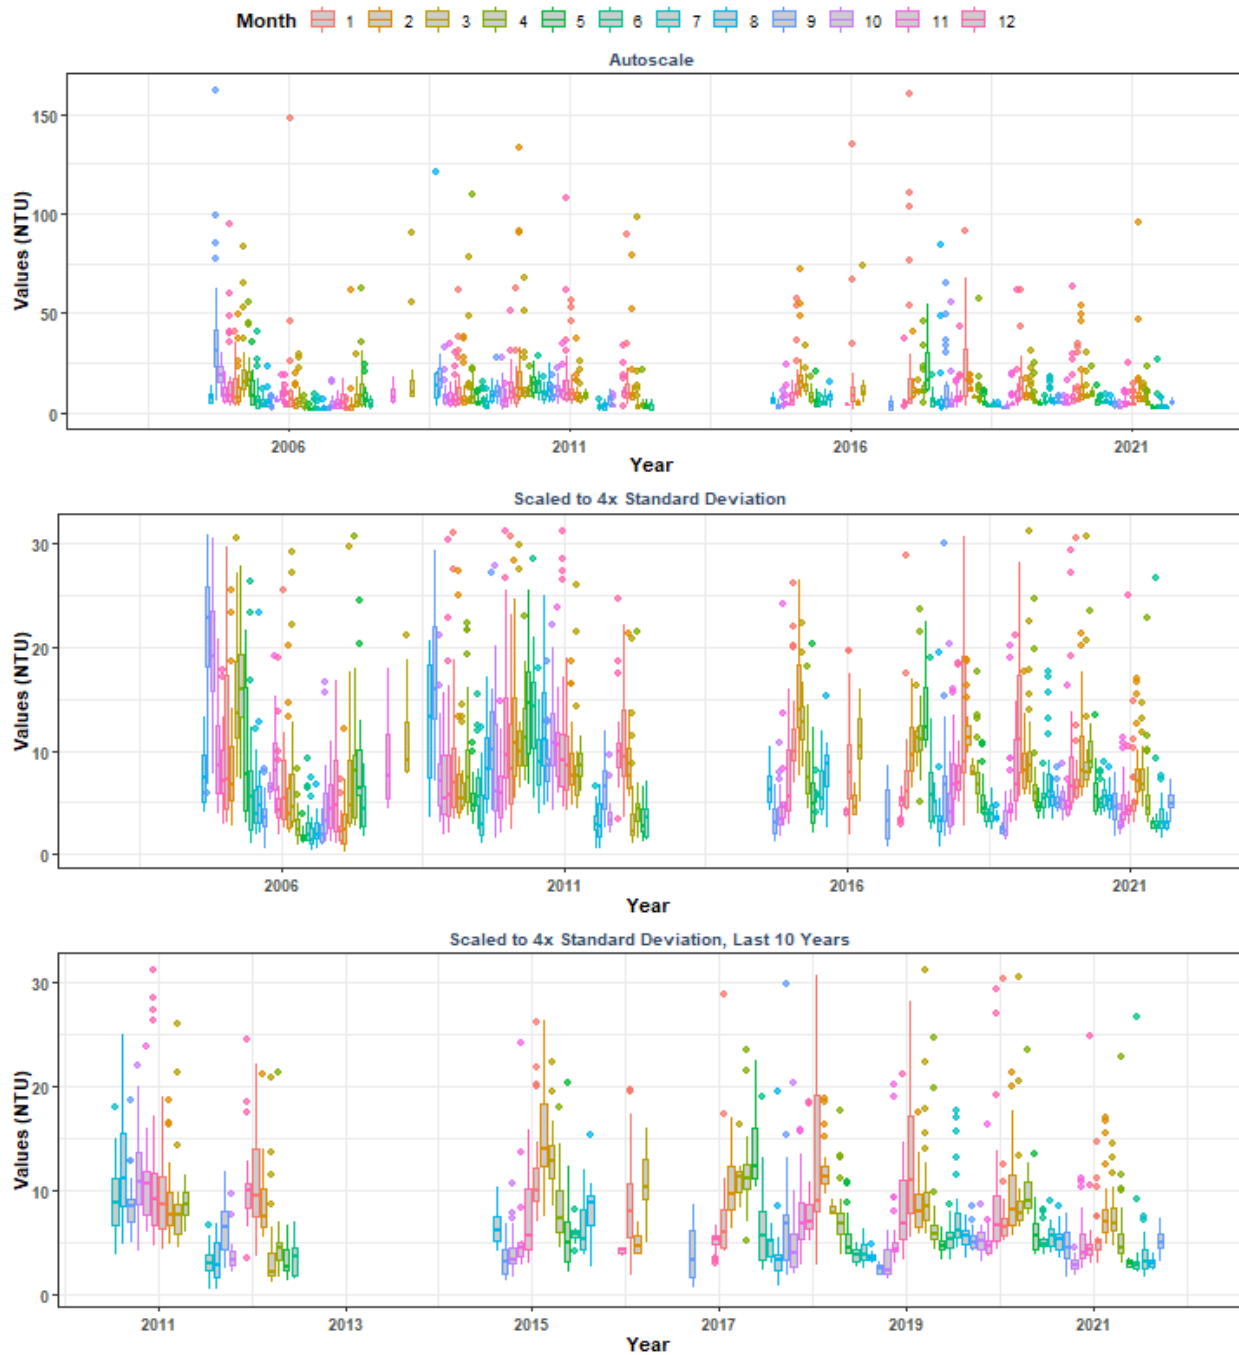 Month 1 2 3 4 5 6 7 8 9 10 11 12
Autoscale
Values (NTU)
150
100
50
0
2006 2011 2016 2021
Year
Scaled to 4x Standard Deviation
Values (NTU)
30
20
10
0
2006 2011 2016 2021
Year
Scaled to 4x Standard Deviation, Last 10 Years
Values (NTU)
30
20
10
0
2011 2013 2015 2017 2019 2021
Year